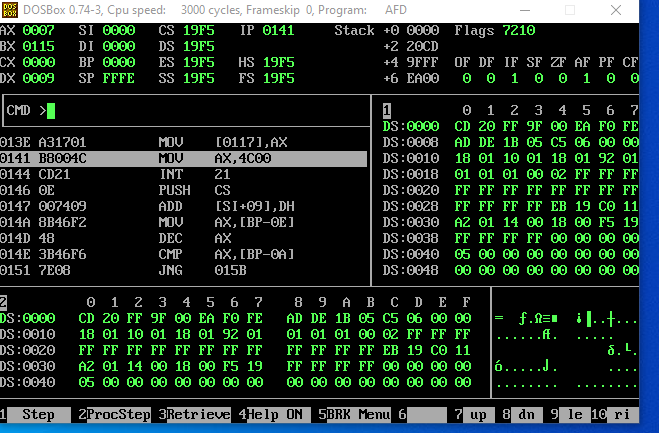 DOSBox 0.74-3, Cpu speed: 3000 cycles, Frameskip 0, Program: AFD
AX 0007 SI 0000 CS 19F5 IP 0141 Stack +0 0000 Flags 7210
BX 0115 DI 0000 DS 19F5 +2 20CD
CX 0000 BP 0000 ES 19F5 HS 19F5 +4 9FFF OF DF IF SF ZF AF PF CF
DX 0009 SP FFFE SS 19F5 FS 19F5 +6 EA00 0 0 1 0 0 1 0 0
CMD >
1 0 1 2 3 4 5 6 7
DS:0000 CD 20 FF 9F 00 EA F0 FE
DS:0008 AD DE 1B 05 C5 06 00 00
DS:0010 18 01 10 01 18 01 92 01
DS:0018 01 01 01 00 02 FF FF FF
DS:0020 FF FF FF FF FF FF FF FF
DS:0028 FF FF FF FF EB 19 C0 11
DS:0030 A2 01 14 00 18 00 F5 19
DS:0038 FF FF FF FF 00 00 00 00
DS:0040 05 00 00 00 00 00 00 00
DS:0048 00 00 00 00 00 00 00 00
013E A31701 MOV [0117],AX
0141 B8004C MOV AX,4C00
0144 CD21 INT 21
0146 0E PUSH CS
0147 007409 ADD [SI+09],DH
014A 8B46F2 MOV AX,[BP-0E]
014D 48 DEC AX
014E 3B46F6 CMP AX,[BP-0A]
0151 7E08 JNG 015B
2 0 1 2 3 4 5 6 7 8 9 A B C D E F
DS:0000 CD 20 FF 9F 00 EA F0 FE AD DE 1B 05 C5 06 00 00
DS:0010 18 01 10 01 18 01 92 01 01 01 01 00 02 FF FF FF
DS:0020 FF FF FF FF FF FF FF FF FF FF FF FF EB 19 C0 11
DS:0030 A2 01 14 00 18 00 F5 19 FF FF FF FF 00 00 00 00
DS:0040 05 00 00 00 00 00 00 00 00 00 00 00 00 00 00 00
1 Step 2ProcStep 3Retrieve 4Help ON 5BRK Menu 6 7 up 8 dn 9 le 10 ri